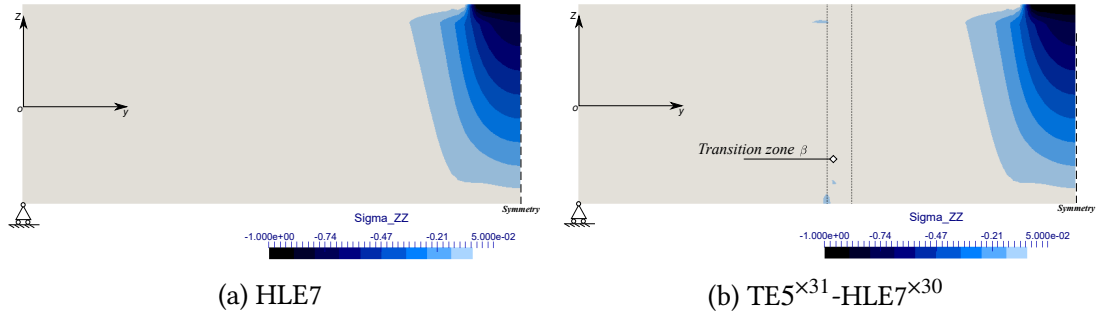 z
o
y
Symmetry
Sigma_ZZ
-1.000e+00 -0.74 -0.47 -0.21 5.000e-02
(a) HLE7
z
o
y
Transition zone β
Symmetry
Sigma_ZZ
-1.000e+00 -0.74 -0.47 -0.21 5.000e-02
(b) TE5×31-HLE7×30